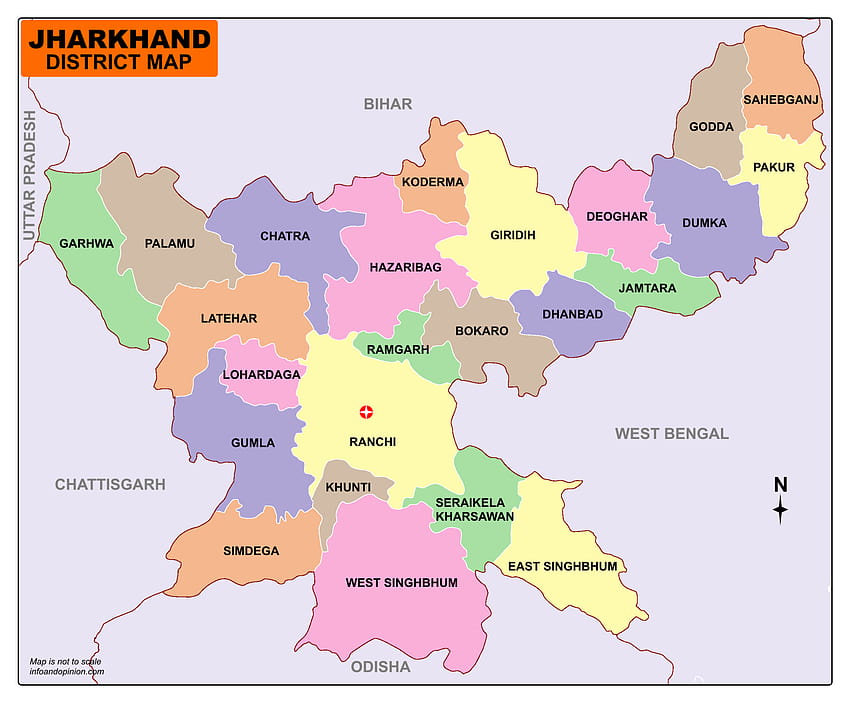 JHARKHAND
DISTRICT MAP
BIHAR
UTTAR PRADESH
SAHEBGANJ
GODDA
PAKUR
KODERMA
DEOGHAR
DUMKA
GARHWA
PALAMU
CHATRA
GIRIDIH
HAZARIBAG
JAMTARA
LATEHAR
DHANBAD
BOKARO
RAMGARH
LOHARDAGA
WEST BENGAL
GUMLA
RANCHI
CHATTISGARH
KHUNTI
N
SERAIKELA
KHARSAWAN
SIMDEGA
EAST SINGHBHUM
WEST SINGHBHUM
ODISHA
Map is not to scale
infoandopinion.com